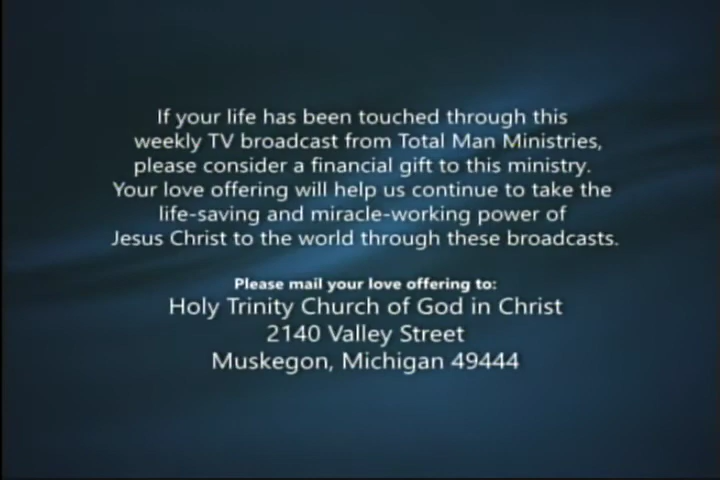 If your life has been touched through this
weekly TV broadcast from Total Man Ministries,
please consider a financial gift to this ministry.
Your love offering will help us continue to take the
life-saving and miracle-working power of
Jesus Christ to the world through these broadcasts.
Please mail your love offering to:
Holy Trinity Church of God in Christ
2140 Valley Street
Muskegon, Michigan 49444